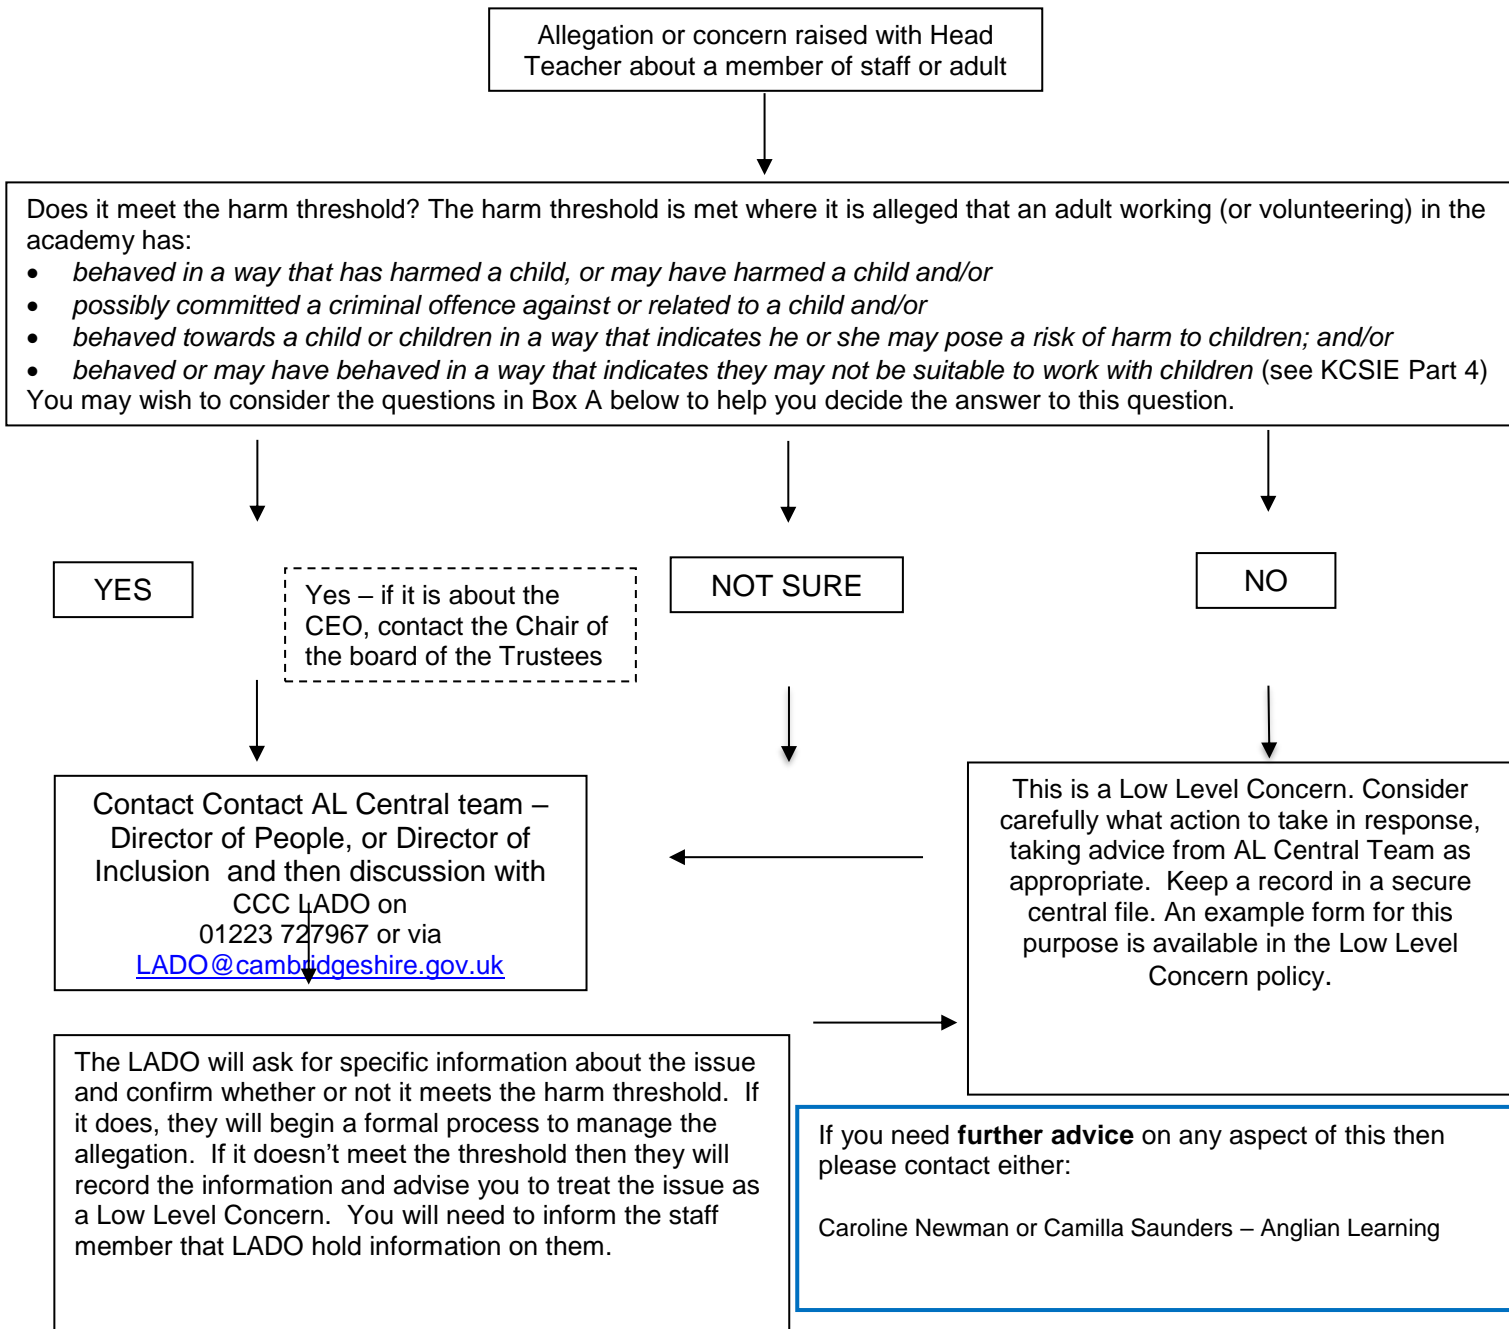 Allegation or concern raised with Head
Teacher about a member of staff or adult
Does it meet the harm threshold? The harm threshold is met where it is alleged that an adult working (or volunteering) in the
academy has:
• behaved in a way that has harmed a child, or may have harmed a child and/or
• possibly committed a criminal offence against or related to a child and/or
• behaved towards a child or children in a way that indicates he or she may pose a risk of harm to children; and/or
• behaved or may have behaved in a way that indicates they may not be suitable to work with children (see KCSIE Part 4)
You may wish to consider the questions in Box A below to help you decide the answer to this question.
YES
Yes – if it is about the
CEO, contact the Chair of
the board of the Trustees
NOT SURE
NO
Contact Contact AL Central team –
Director of People, or Director of
Inclusion and then discussion with
CCC LADO on
01223 727967 or via
LADO@cambridgeshire.gov.uk
This is a Low Level Concern. Consider
carefully what action to take in response,
taking advice from AL Central Team as
appropriate. Keep a record in a secure
central file. An example form for this
purpose is available in the Low Level
Concern policy.
The LADO will ask for specific information about the issue
and confirm whether or not it meets the harm threshold. If
it does, they will begin a formal process to manage the
allegation. If it doesn't meet the threshold then they will
record the information and advise you to treat the issue as
a Low Level Concern. You will need to inform the staff
member that LADO hold information on them.
If you need further advice on any aspect of this then
please contact either:
Caroline Newman or Camilla Saunders – Anglian Learning